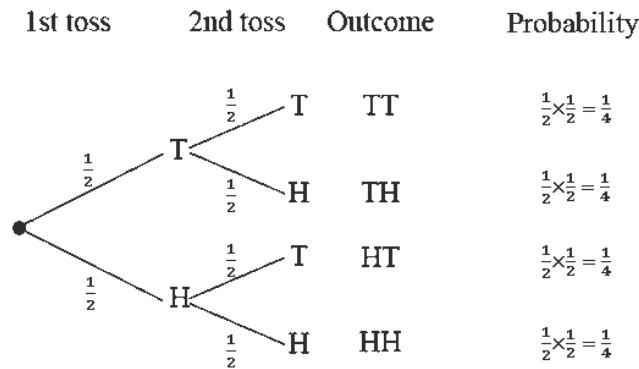 1st toss 2nd toss Outcome Probability
1/2 T TT 1/2 × 1/2 = 1/4
T
1/2
1/2 H TH 1/2 × 1/2 = 1/4
1/2 T HT 1/2 × 1/2 = 1/4
1/2
H
1/2 H HH 1/2 × 1/2 = 1/4